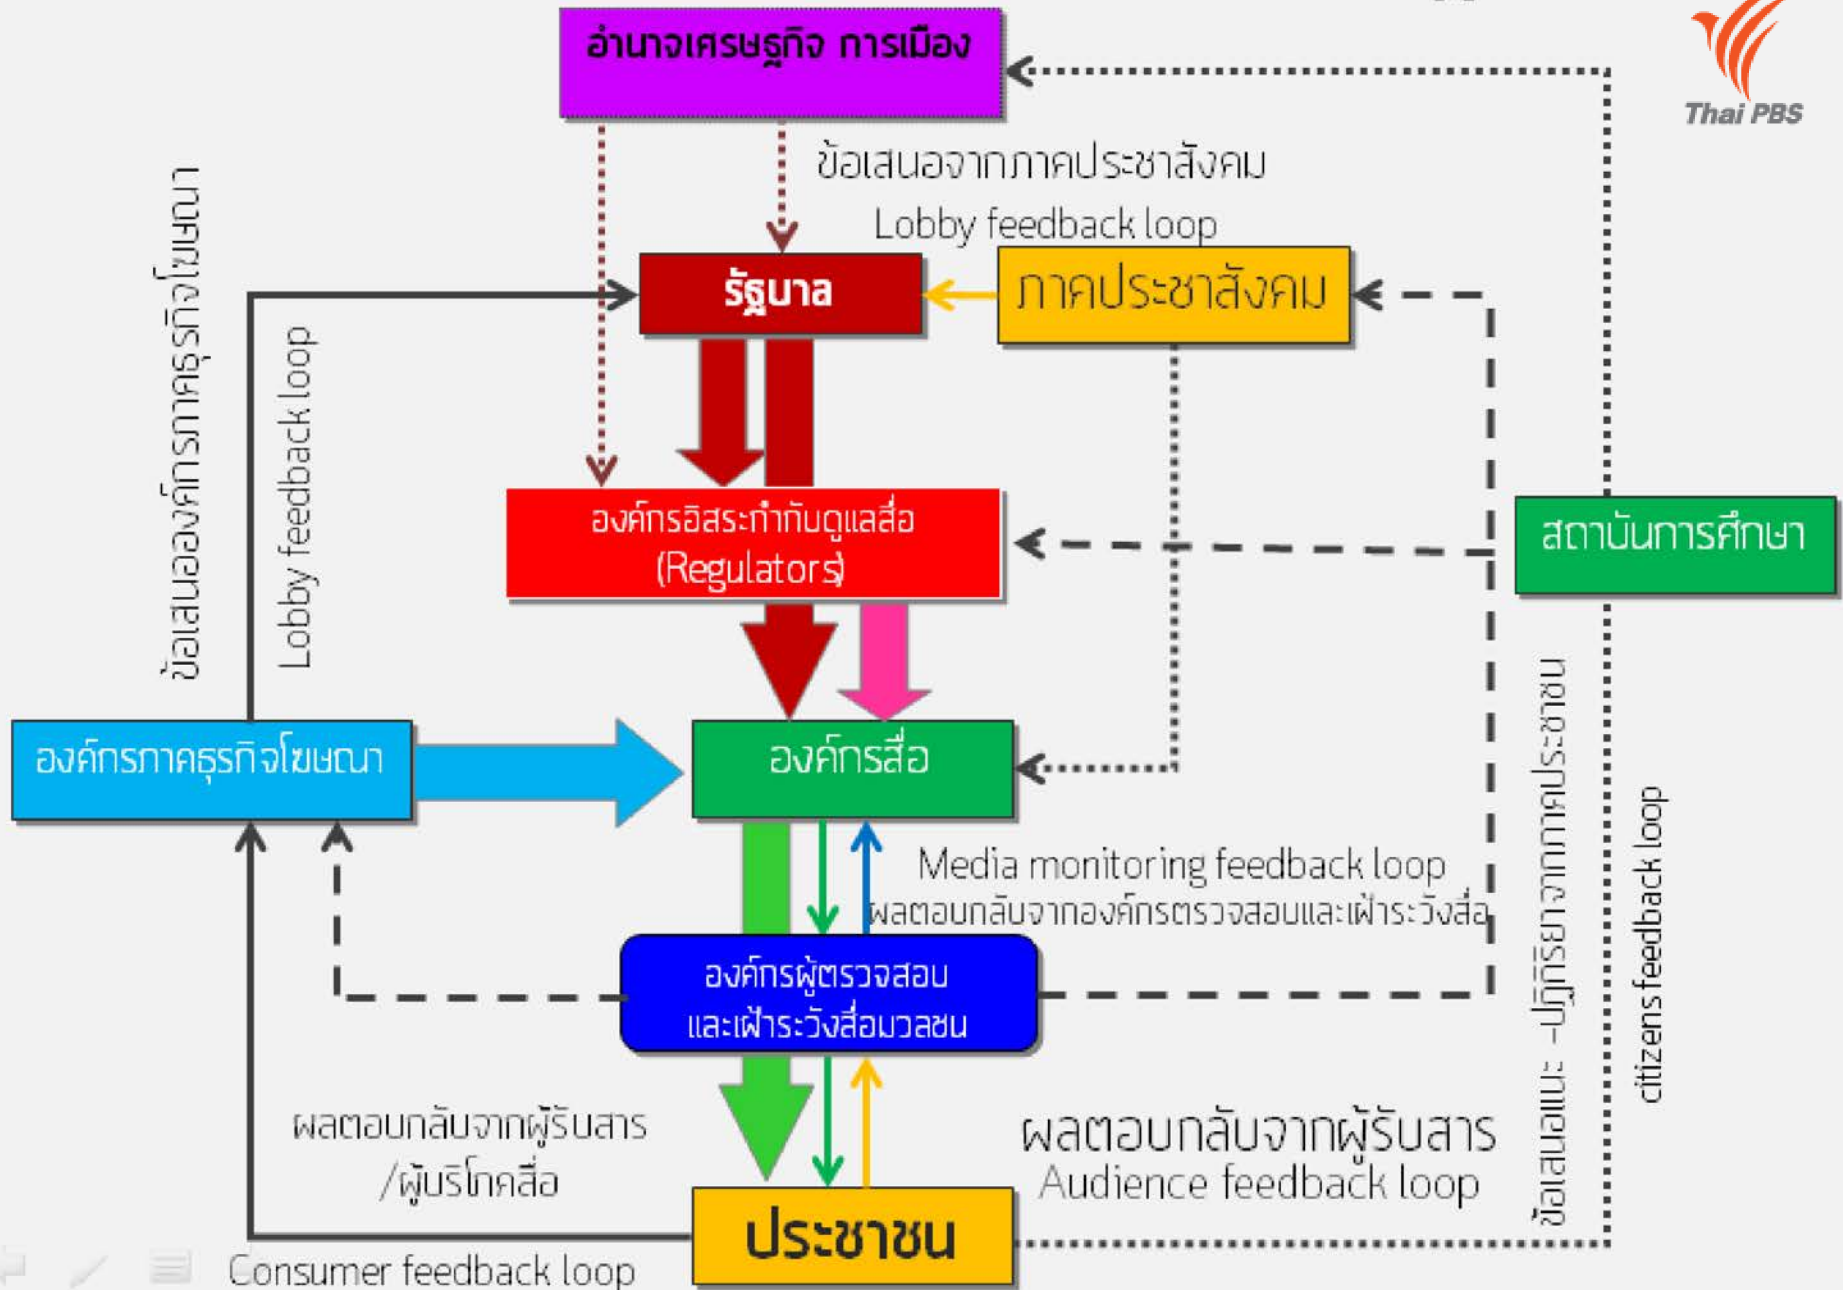 อำนาจเศรษฐกิจ การเมือง
Thai PBS
ข้อเสนอจากภาคประชาสังคม
Lobby feedback loop
รัฐบาล
ภาคประชาสังคม
ข้อเสนอองค์กรภาคธุรกิจโฆษณา
Lobby feedback loop
องค์กรอิสระกำกับดูแลสื่อ
(Regulators)
สถาบันการศึกษา
องค์กรภาคธุรกิจโฆษณา
องค์กรสื่อ
Media monitoring feedback loop
ผลตอบกลับจากองค์กรตรวจสอบและเฝ้าระวังสื่อ
องค์กรผู้ตรวจสอบ
และเฝ้าระวังสื่อมวลชน
ข้อเสนอแนะ -ปฏิกิริยาจากภาคประชาชน
citizens feedback loop
ผลตอบกลับจากผู้รับสาร
/ผู้บริโภคสื่อ
ผลตอบกลับจากผู้รับสาร
Audience feedback loop
ประชาชน
Consumer feedback loop